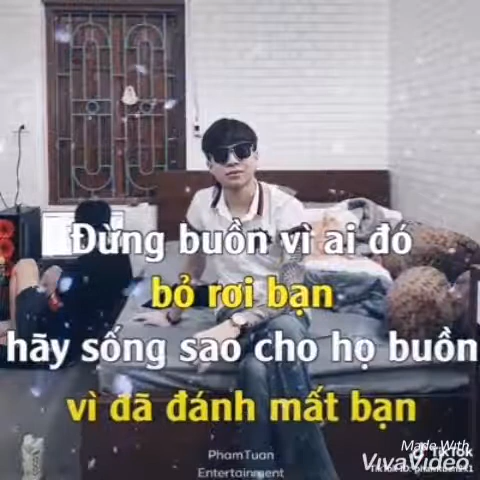 Đừng buồn vì ai đó
bỏ rơi bạn
hãy sống sao cho họ buồn
vì đã đánh mất bạn
PhamTuan
Entertainment
TikTok
Made With
VivaVideo